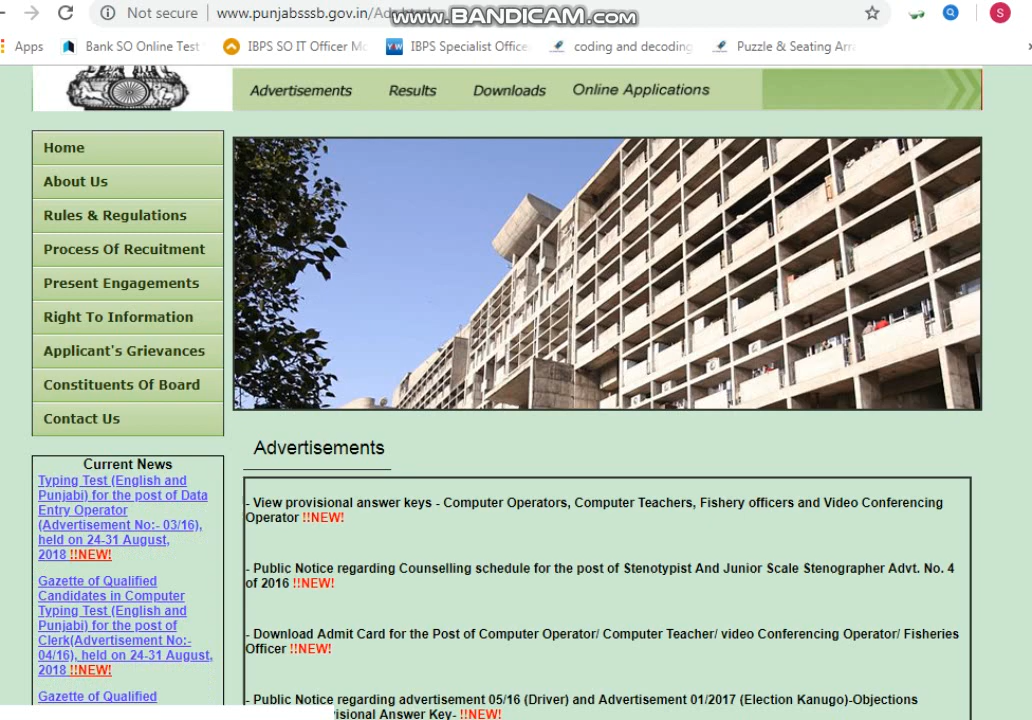 Not secure
www.punjabsssb.gov.in/Ad
www.BANDICAM.com
S
Apps
Bank SO Online Test
IBPS SO IT Officer Mo
IBPS Specialist Office
coding and decoding
Puzzle & Seating Arra
Advertisements
Results
Downloads
Online Applications
Home
About Us
Rules & Regulations
Process Of Recuitment
Present Engagements
Right To Information
Applicant's Grievances
Constituents Of Board
Contact Us
Current News
Typing Test (English and
Punjabi) for the post of Data
Entry Operator
(Advertisement No:- 03/16),
held on 24-31 August,
2018 !!NEW!
Gazette of Qualified
Candidates in Computer
Typing Test (English and
Punjabi) for the post of
Clerk(Advertisement No:-
04/16), held on 24-31 August,
2018 !!NEW!
Gazette of Qualified
Advertisements
- View provisional answer keys - Computer Operators, Computer Teachers, Fishery officers and Video Conferencing
Operator !!NEW!
- Public Notice regarding Counselling schedule for the post of Stenotypist And Junior Scale Stenographer Advt. No. 4
of 2016 !!NEW!
- Download Admit Card for the Post of Computer Operator/ Computer Teacher/ video Conferencing Operator/ Fisheries
Officer !!NEW!
- Public Notice regarding advertisement 05/16 (Driver) and Advertisement 01/2017 (Election Kanugo)-Objections
visional Answer Key- !!NEW!